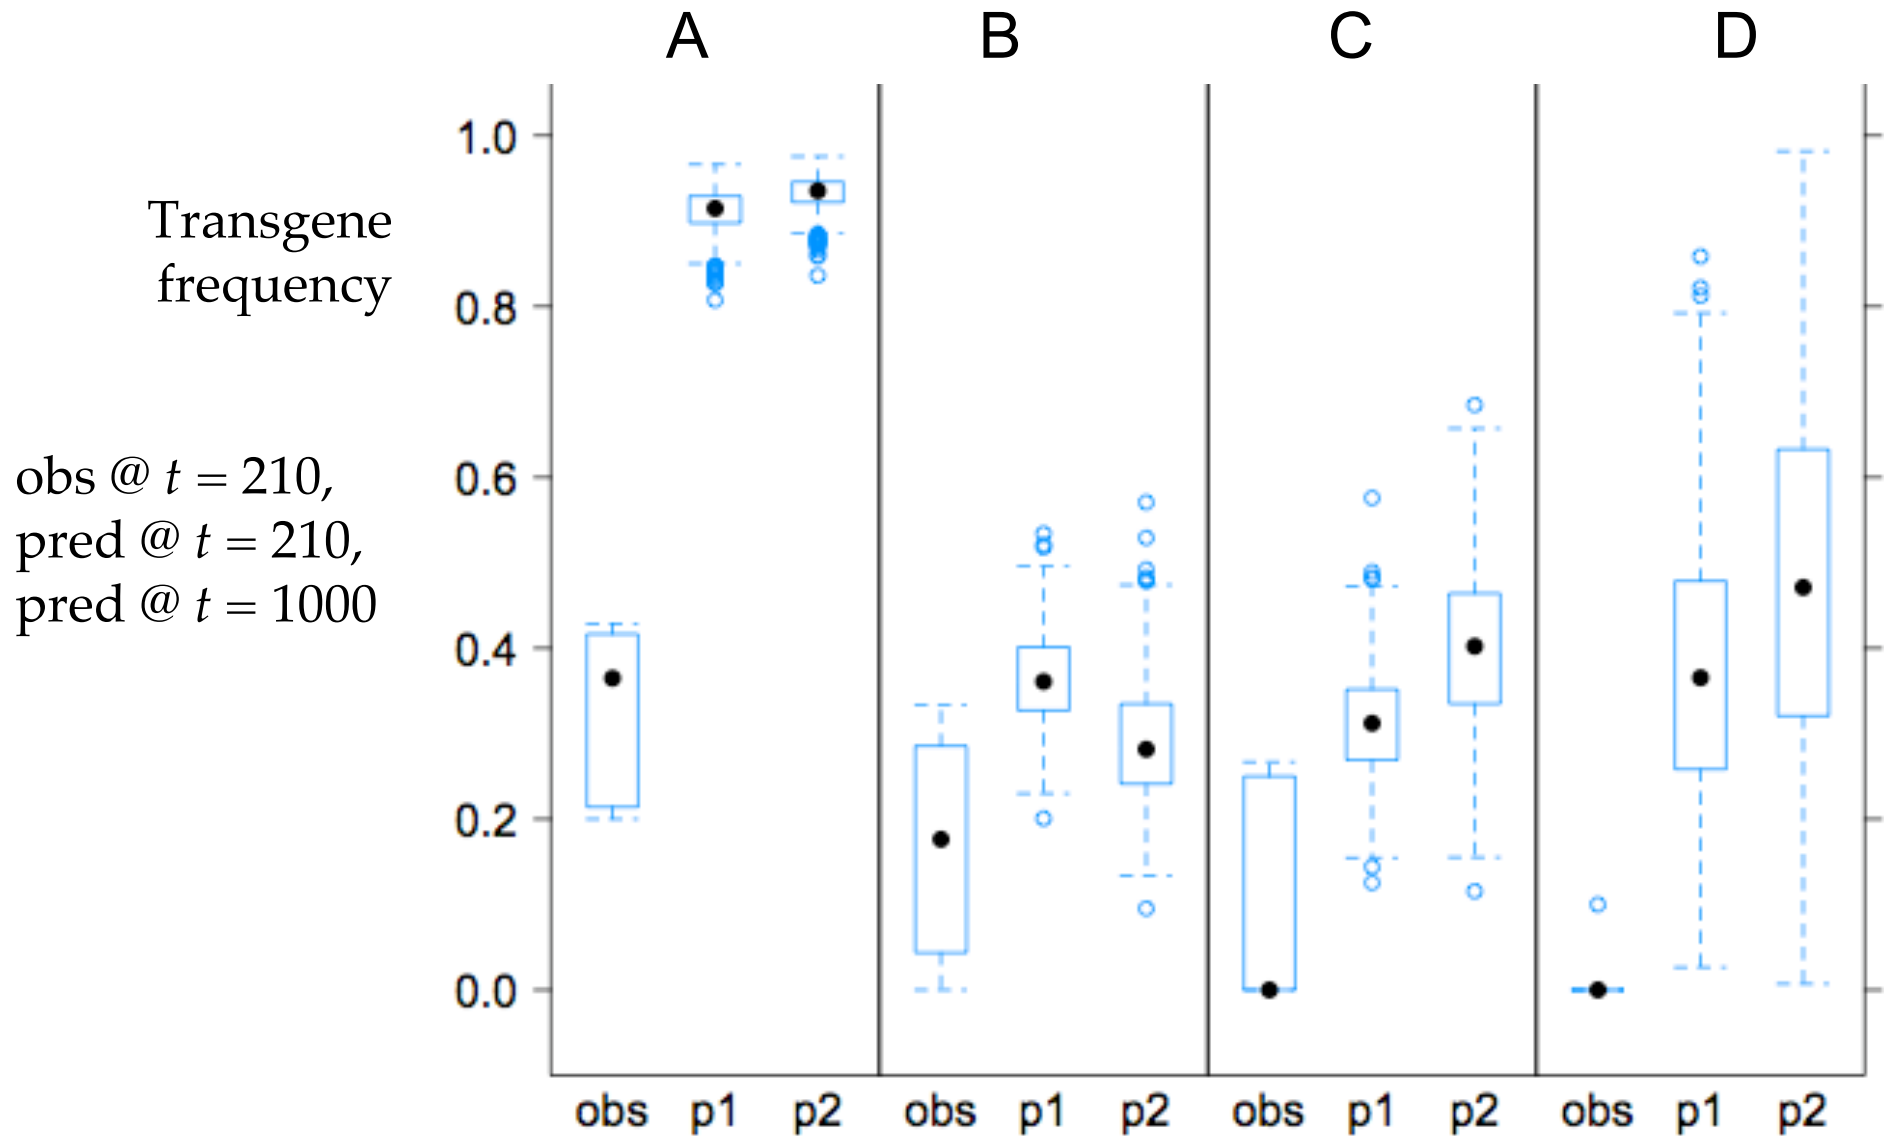 A B C D
Transgene
frequency
obs @ t = 210,
pred @ t = 210,
pred @ t = 1000
1.0
0.8
0.6
0.4
0.2
0.0
obs p1 p2 obs p1 p2 obs p1 p2 obs p1 p2